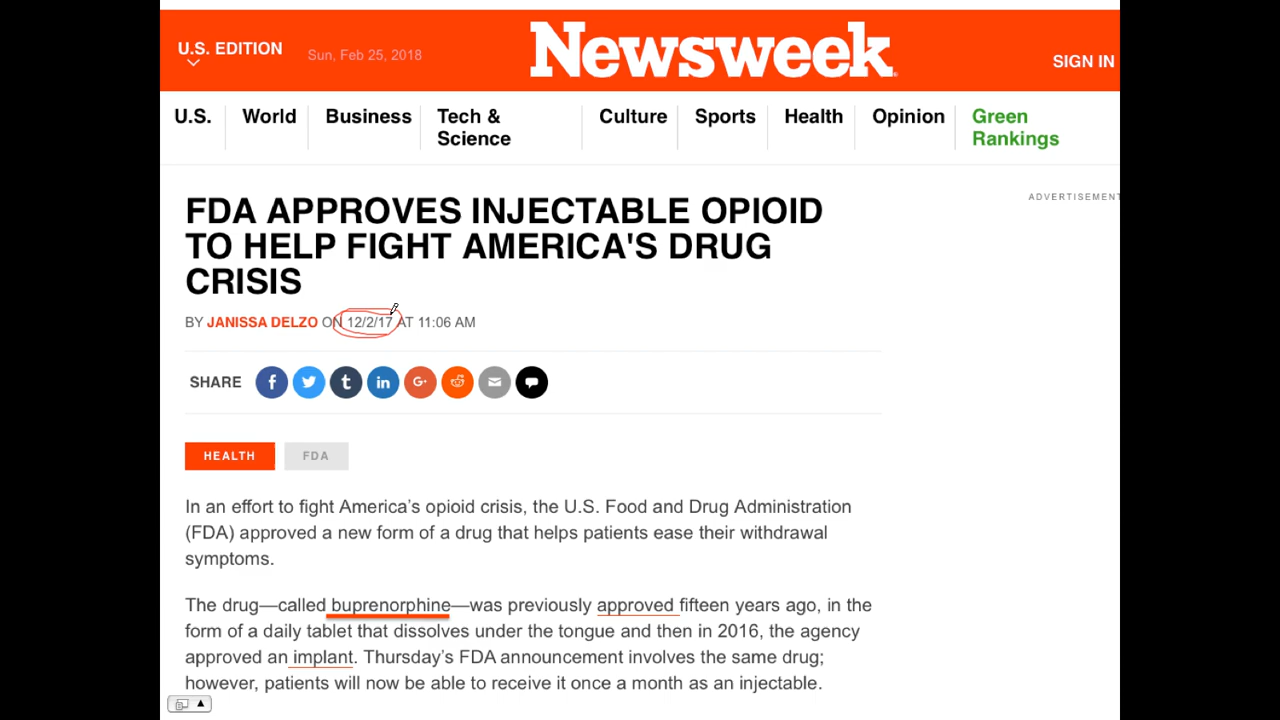 U.S. EDITION
Sun, Feb 25, 2018
Newsweek
SIGN IN
U.S.
World
Business
Tech &
Science
Culture
Sports
Health
Opinion
Green
Rankings
ADVERTISEMENT
FDA APPROVES INJECTABLE OPIOID
TO HELP FIGHT AMERICA'S DRUG
CRISIS
BY JANISSA DELZO ON 12/2/17 AT 11:06 AM
SHARE
HEALTH
FDA
In an effort to fight America’s opioid crisis, the U.S. Food and Drug Administration
(FDA) approved a new form of a drug that helps patients ease their withdrawal
symptoms.
The drug—called buprenorphine—was previously approved fifteen years ago, in the
form of a daily tablet that dissolves under the tongue and then in 2016, the agency
approved an implant. Thursday’s FDA announcement involves the same drug;
however, patients will now be able to receive it once a month as an injectable.